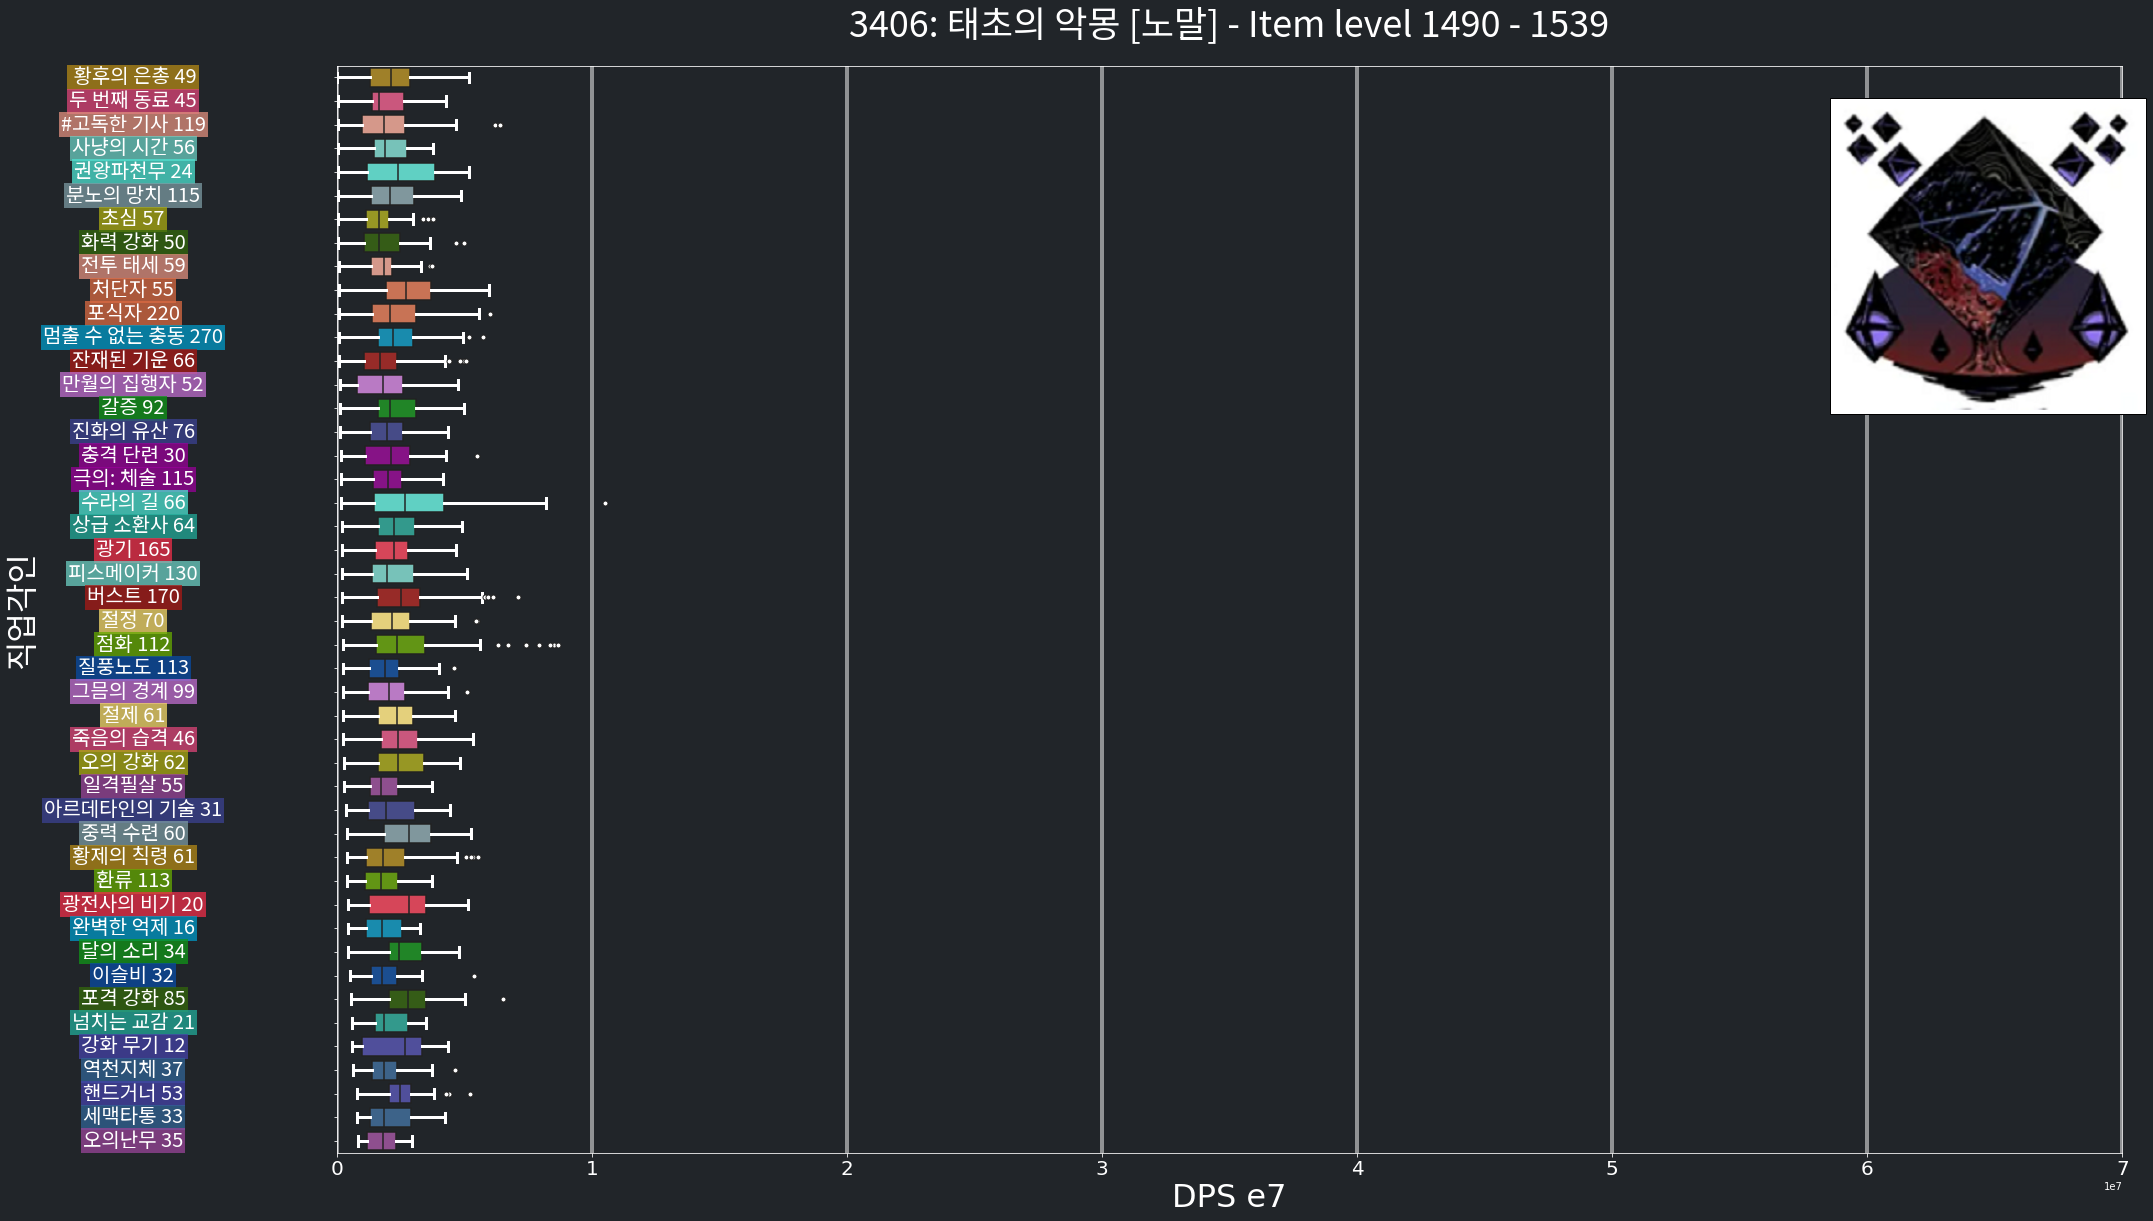 3406: 태초의 악몽 [노말] - Item level 1490 - 1539
황후의 은총 49
두 번째 동료 45
#고독한 기사 119
사냥의 시간 56
권왕파천무 24
분노의 망치 115
초심 57
화력 강화 50
전투 태세 59
처단자 55
포식자 220
멈출 수 없는 충동 270
잔재된 기운 66
만월의 집행자 52
갈증 92
진화의 유산 76
충격 단련 30
극의: 체술 115
수라의 길 66
상급 소환사 64
광기 165
피스메이커 130
버스트 170
절정 70
점화 112
질풍노도 113
그믐의 경계 99
절제 61
죽음의 습격 46
오의 강화 62
일격필살 55
아르데타인의 기술 31
중력 수련 60
황제의 칙령 61
환류 113
광전사의 비기 20
완벽한 억제 16
달의 소리 34
이슬비 32
포격 강화 85
넘치는 교감 21
강화 무기 12
역천지체 37
핸드거너 53
세맥타통 33
오의난무 35
직업각인
0 1 2 3 4 5 6 7
1e7
DPS e7